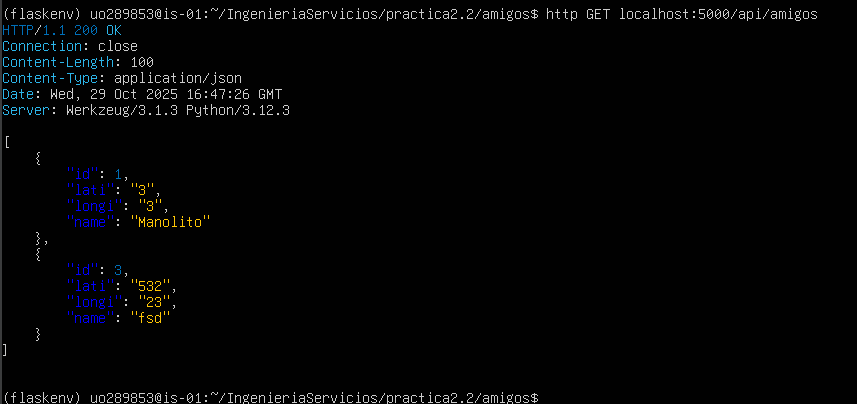 (flaskenv) uo289853@is-01:~/IngenieriaServicios/practica2.2/amigos$ http GET localhost:5000/api/amigos
HTTP/1.1 200 OK
Connection: close
Content-Length: 100
Content-Type: application/json
Date: Wed, 29 Oct 2025 16:47:26 GMT
Server: Werkzeug/3.1.3 Python/3.12.3
[
{
"id": 1,
"lati": "3",
"longi": "3",
"name": "Manolito"
},
{
"id": 3,
"lati": "532",
"longi": "23",
"name": "fsd"
}
]
(flaskenv) uo289853@is-01:~/IngenieriaServicios/practica2.2/amigos$